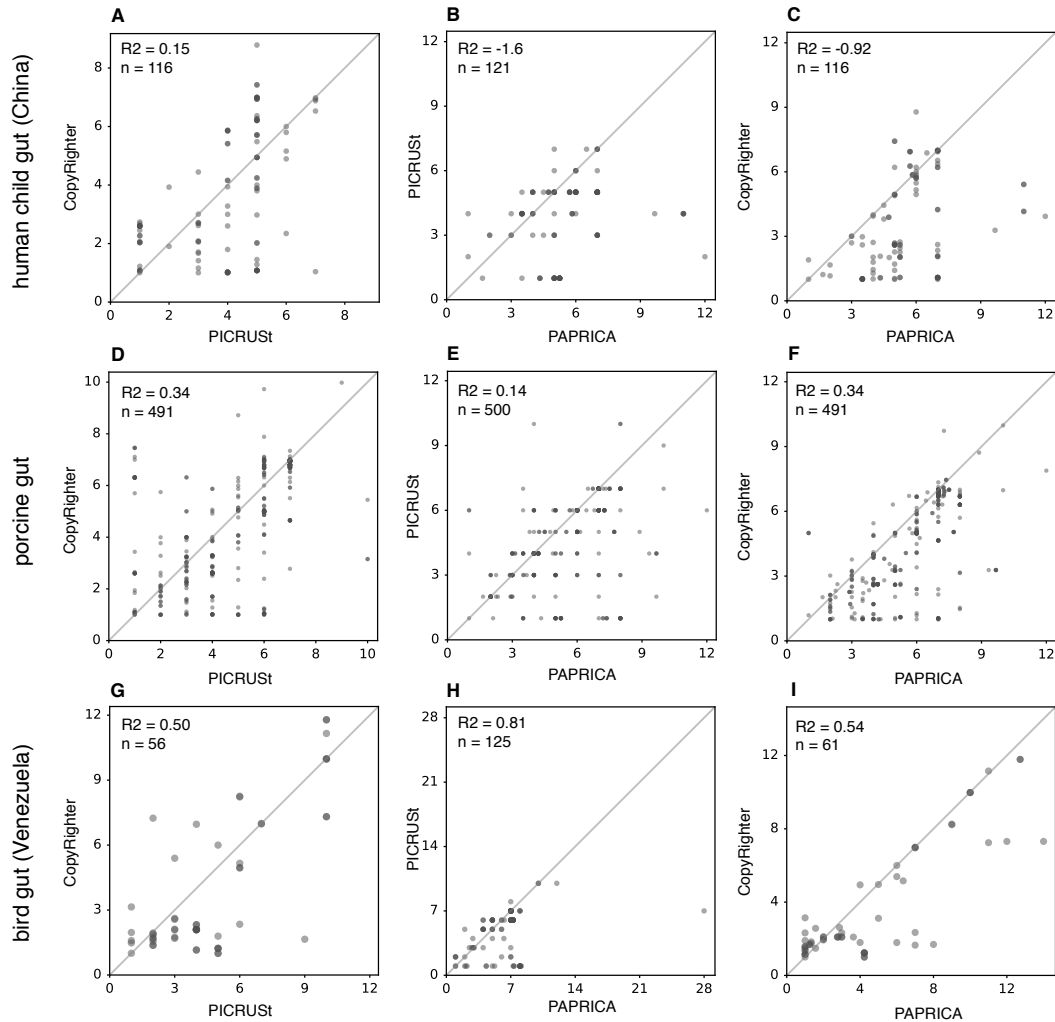 A
R2 = 0.15
n = 116
8
6
4
2
0
0
2
4
6
8
CopyRighter
PICRUSt
B
R2 = -1.6
n = 121
12
9
6
3
0
0
3
6
9
12
PICRUSt
PAPRICA
C
R2 = -0.92
n = 116
12
9
6
3
0
0
3
6
9
12
CopyRighter
PAPRICA
human child gut (China)
D
R2 = 0.34
n = 491
10
8
6
4
2
0
0
2
4
6
8
10
CopyRighter
PICRUSt
E
R2 = 0.14
n = 500
12
9
6
3
0
0
3
6
9
12
PICRUSt
PAPRICA
F
R2 = 0.34
n = 491
12
9
6
3
0
0
3
6
9
12
CopyRighter
PAPRICA
porcine gut
G
R2 = 0.50
n = 56
12
9
6
3
0
0
3
6
9
12
CopyRighter
PICRUSt
H
R2 = 0.81
n = 125
28
21
14
7
0
0
7
14
21
28
PICRUSt
PAPRICA
I
R2 = 0.54
n = 61
12
8
4
0
0
4
8
12
CopyRighter
PAPRICA
bird gut (Venezuela)